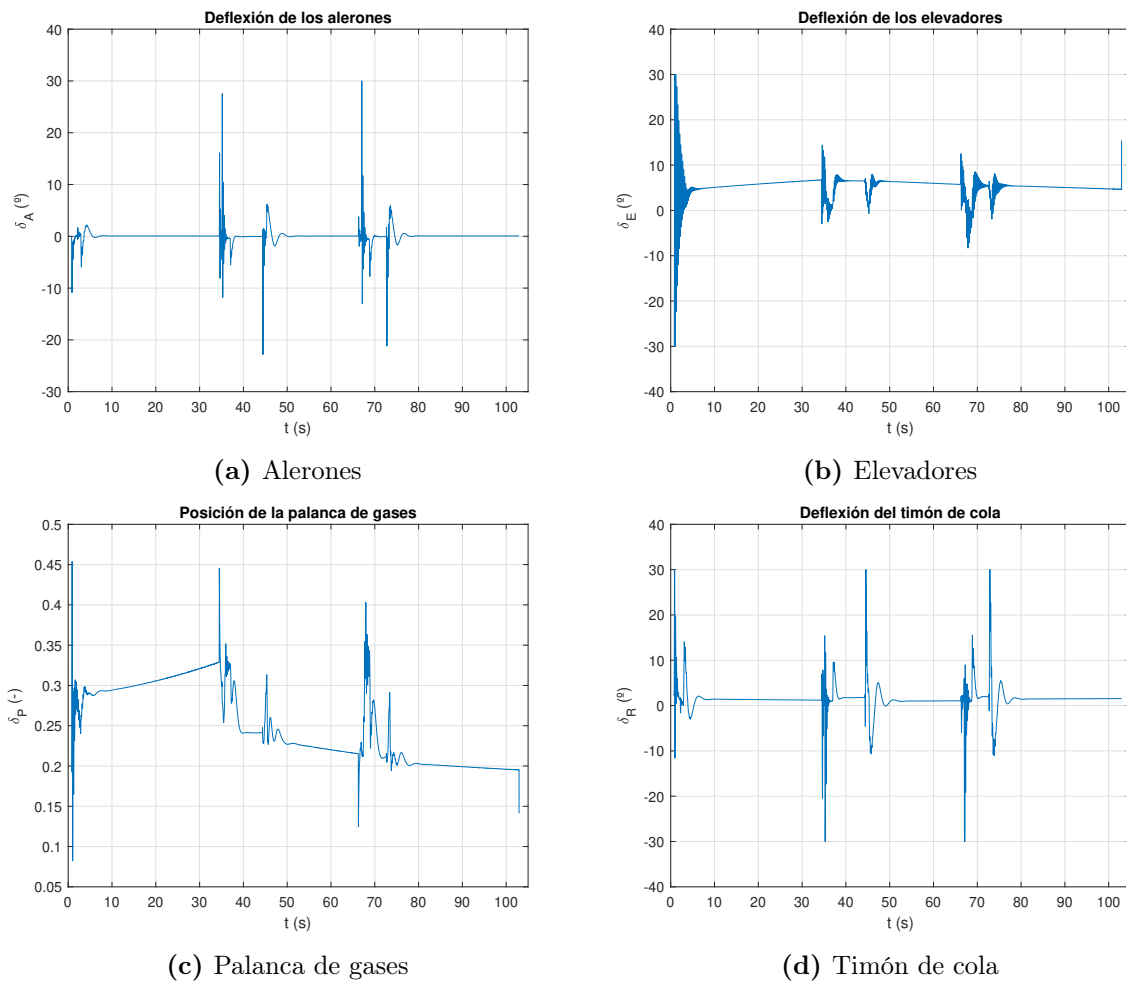 Deflexión de los alerones
40
30
20
10
0
-10
-20
-30
δ_A (º)
0 10 20 30 40 50 60 70 80 90 100
t (s)
(a) Alerones
Deflexión de los elevadores
40
30
20
10
0
-10
-20
-30
-40
δ_E (º)
0 10 20 30 40 50 60 70 80 90 100
t (s)
(b) Elevadores
Posición de la palanca de gases
0.5
0.45
0.4
0.35
0.3
0.25
0.2
0.15
0.1
0.05
δ_P (-)
0 10 20 30 40 50 60 70 80 90 100
t (s)
(c) Palanca de gases
Deflexión del timón de cola
40
30
20
10
0
-10
-20
-30
-40
δ_R (º)
0 10 20 30 40 50 60 70 80 90 100
t (s)
(d) Timón de cola